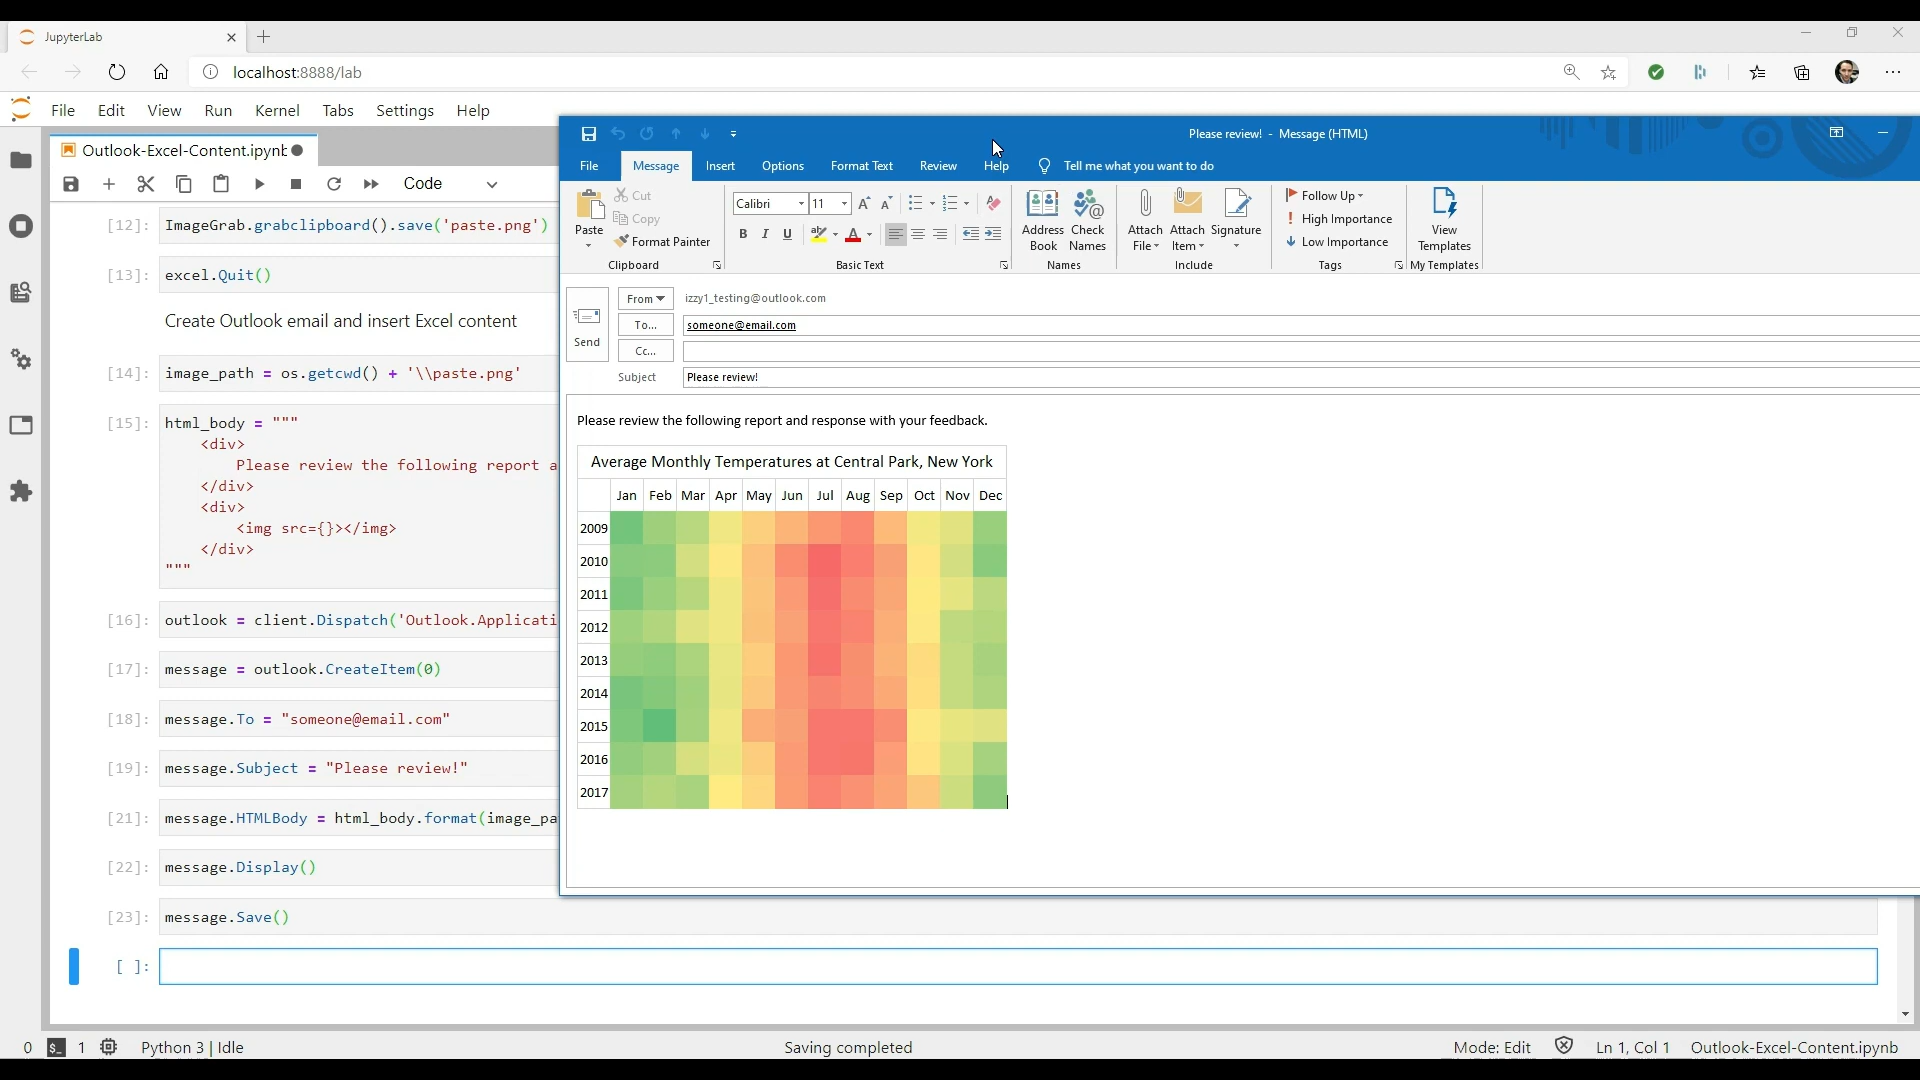 JupyterLab
localhost:8888/lab
File Edit View Run Kernel Tabs Settings Help
Outlook-Excel-Content.ipynb
Code
[12]: ImageGrab.grabclipboard().save('paste.png')
[13]: excel.Quit()
Create Outlook email and insert Excel content
[14]: image_path = os.getcwd() + '\\paste.png'
[15]: html_body = """
<div>
Please review the following report a
</div>
<div>
<img src={}></img>
</div>
"""
[16]: outlook = client.Dispatch('Outlook.Applicati
[17]: message = outlook.CreateItem(0)
[18]: message.To = "someone@email.com"
[19]: message.Subject = "Please review!"
[21]: message.HTMLBody = html_body.format(image_pa
[22]: message.Display()
[23]: message.Save()
[ ]:
Please review! - Message (HTML)
File Message Insert Options Format Text Review Help Tell me what you want to do
Paste
Cut
Copy
Format Painter
Clipboard
Calibri 11
B I U
Basic Text
Address Book
Check Names
Names
Attach File
Attach Item
Signature
Include
Follow Up
High Importance
Low Importance
Tags
View Templates
My Templates
Send
From izzy1_testing@outlook.com
To... someone@email.com
Cc...
Subject Please review!
Please review the following report and response with your feedback.
Average Monthly Temperatures at Central Park, New York
Jan Feb Mar Apr May Jun Jul Aug Sep Oct Nov Dec
2009
2010
2011
2012
2013
2014
2015
2016
2017
0 $_ 1 Python 3 | Idle Saving completed Mode: Edit Ln 1, Col 1 Outlook-Excel-Content.ipynb